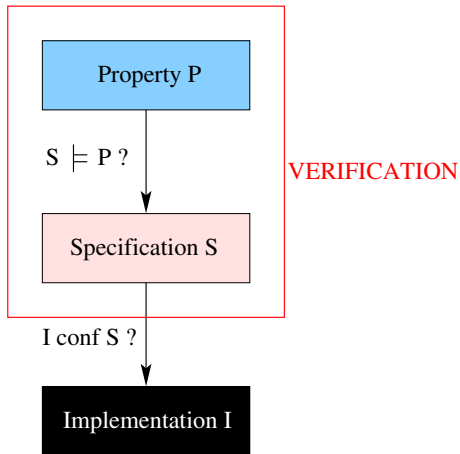 Property P
S ⊨ P ?
VERIFICATION
Specification S
I conf S ?
Implementation I